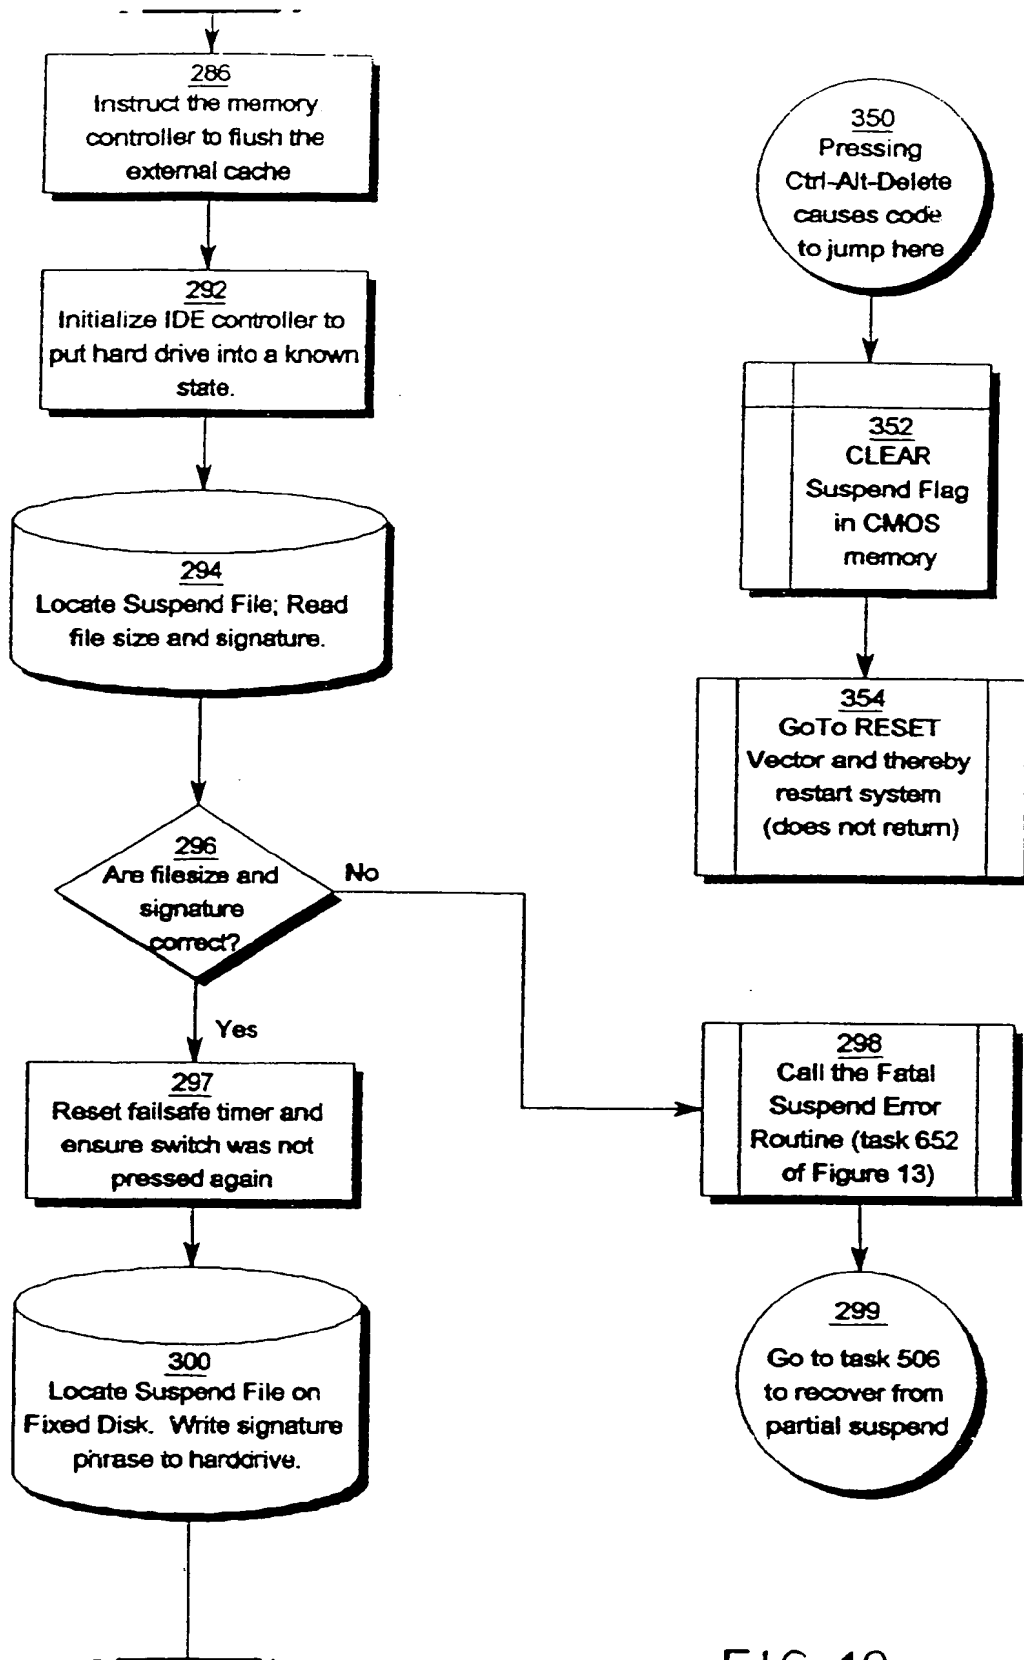 286
Instruct the memory
controller to flush the
external cache
292
Initialize IDE controller to
put hard drive into a known
state.
294
Locate Suspend File; Read
file size and signature.
296
Are filesize and
signature
correct?
No
Yes
297
Reset failsafe timer and
ensure switch was not
pressed again
300
Locate Suspend File on
Fixed Disk. Write signature
phrase to harddrive.
350
Pressing
Ctrl-Alt-Delete
causes code
to jump here
352
CLEAR
Suspend Flag
in CMOS
memory
354
GoTo RESET
Vector and thereby
restart system
(does not return)
298
Call the Fatal
Suspend Error
Routine (task 652
of Figure 13)
299
Go to task 506
to recover from
partial suspend